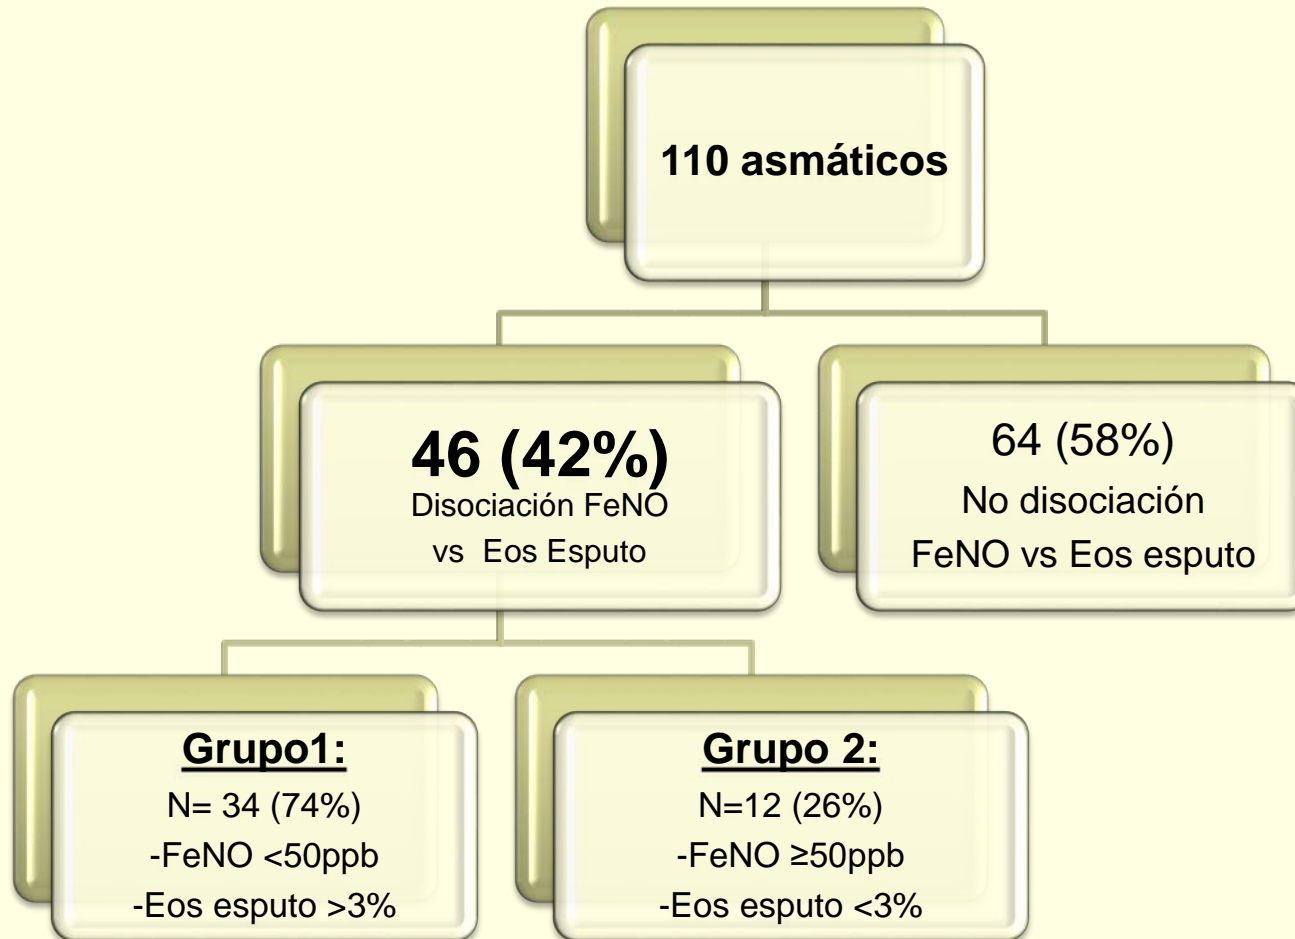 110 asmáticos
46 (42%)
Disociación FeNO
vs Eos Esputo
64 (58%)
No disociación
FeNO vs Eos esputo
Grupo1:
N= 34 (74%)
-FeNO <50ppb
-Eos esputo >3%
Grupo 2:
N=12 (26%)
-FeNO ≥50ppb
-Eos esputo <3%